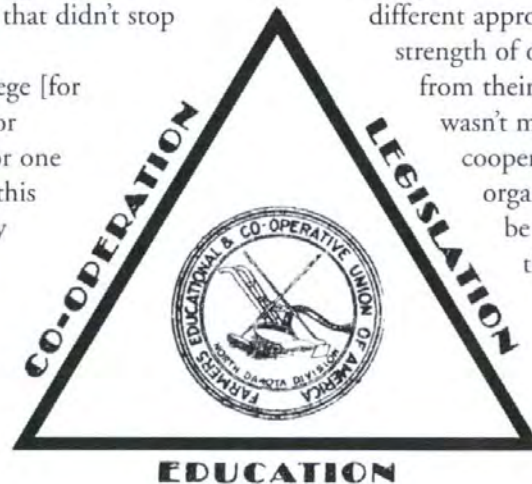 that didn't stop
ege [for
or
or one
this
y
different appro
strength of
from their
wasn't m
cooper
orga
be
t
CO-OPERATION
LEGISLATION
EDUCATION
FARMERS EDUCATIONAL & CO-OPERATIVE UNION OF AMERICA
NORTH DAKOTA DIVISION